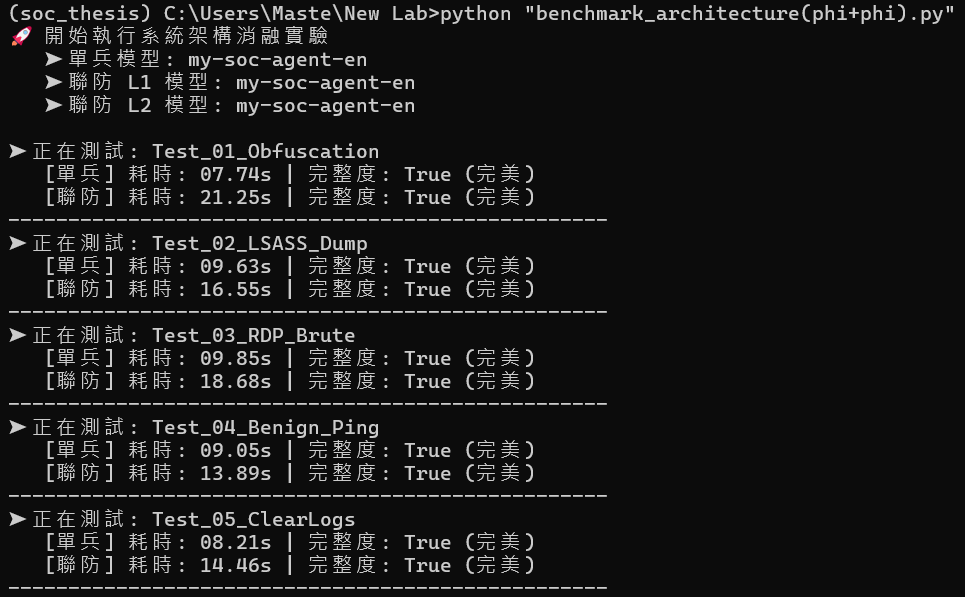 (soc_thesis) C:\Users\Maste\New Lab>python "benchmark_architecture(phi+phi).py"
🚀 開始執行系統架構消融實驗
➤ 單兵模型: my-soc-agent-en
➤ 聯防 L1 模型: my-soc-agent-en
➤ 聯防 L2 模型: my-soc-agent-en
➤ 正在測試: Test_01_Obfuscation
[單兵] 耗時: 07.74s | 完整度: True (完美)
[聯防] 耗時: 21.25s | 完整度: True (完美)
--------------------------------------------------
➤ 正在測試: Test_02_LSASS_Dump
[單兵] 耗時: 09.63s | 完整度: True (完美)
[聯防] 耗時: 16.55s | 完整度: True (完美)
--------------------------------------------------
➤ 正在測試: Test_03_RDP_Brute
[單兵] 耗時: 09.85s | 完整度: True (完美)
[聯防] 耗時: 18.68s | 完整度: True (完美)
--------------------------------------------------
➤ 正在測試: Test_04_Benign_Ping
[單兵] 耗時: 09.05s | 完整度: True (完美)
[聯防] 耗時: 13.89s | 完整度: True (完美)
--------------------------------------------------
➤ 正在測試: Test_05_ClearLogs
[單兵] 耗時: 08.21s | 完整度: True (完美)
[聯防] 耗時: 14.46s | 完整度: True (完美)
--------------------------------------------------